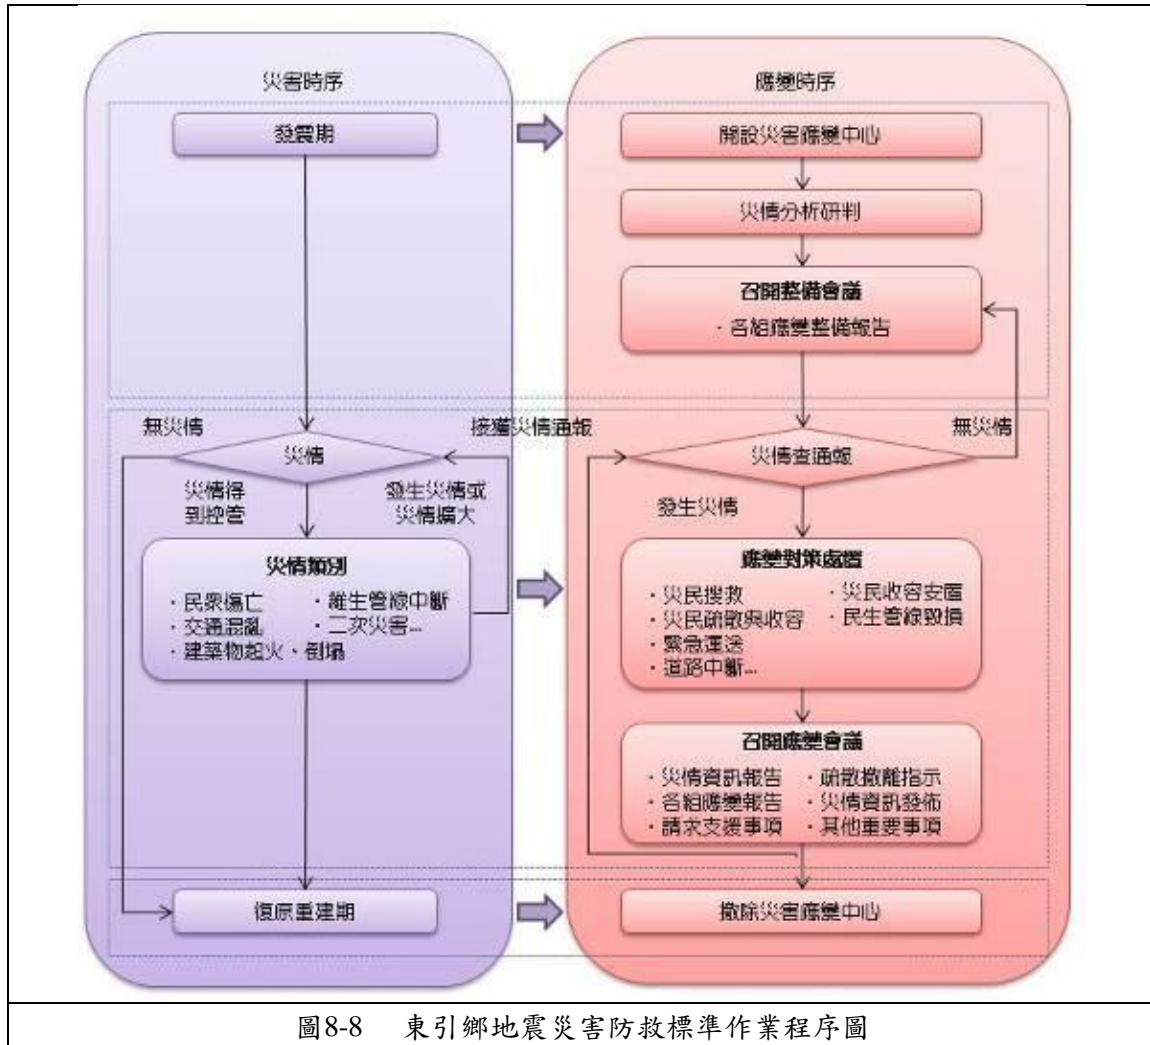 災害時序
發震期
無災情
接獲災情通報
災情
災情得
到控管
發生災情或
災情擴大
災情類別
・民眾傷亡 ・維生管線中斷
・交通混亂 ・二次災害...
・建築物起火、倒塌
復原重建期
應變時序
開設災害應變中心
災情分析研判
召開整備會議
・各組應變整備報告
無災情
災情查通報
發生災情
應變對策處置
・災民搜救 ・災民收容安置
・災民疏散與收容 ・民生管線毀損
・緊急運送
・道路中斷...
召開應變會議
・災情資訊報告 ・疏散撤離指示
・各組應變報告 ・災情資訊發佈
・請求支援事項 ・其他重要事項
撤除災害應變中心
圖8-8 東引鄉地震災害防救標準作業程序圖